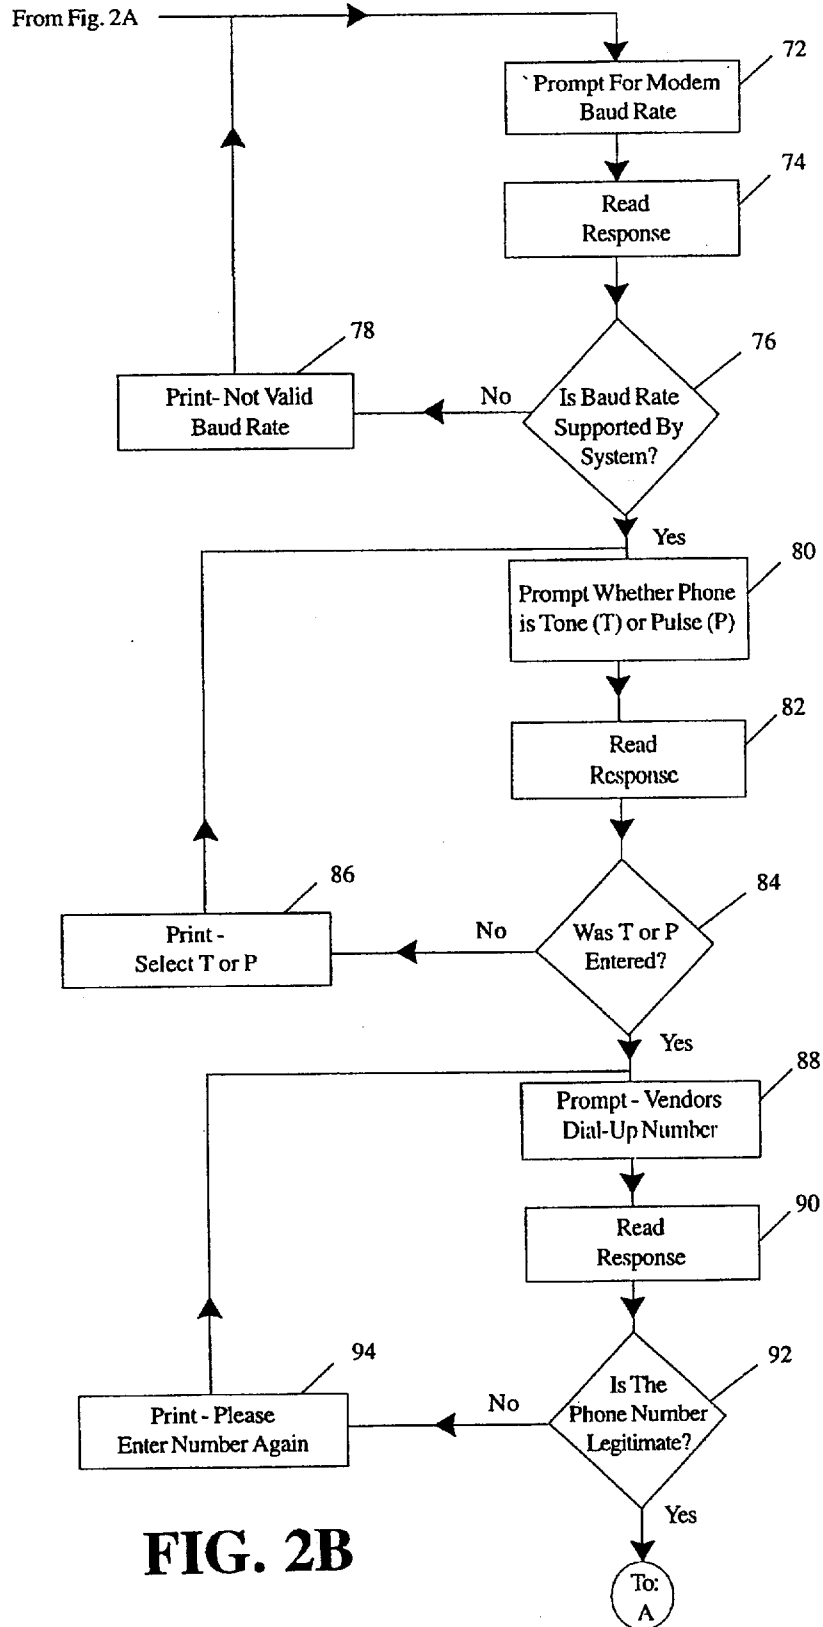 From Fig. 2A
72
Prompt For Modem
Baud Rate
74
Read
Response
78
76
Print- Not Valid
Baud Rate
No
Is Baud Rate
Supported By
System?
Yes
80
Prompt Whether Phone
is Tone (T) or Pulse (P)
82
Read
Response
86
84
Print -
Select T or P
No
Was T or P
Entered?
Yes
88
Prompt - Vendors
Dial-Up Number
90
Read
Response
94
92
Print - Please
Enter Number Again
No
Is The
Phone Number
Legitimate?
Yes
FIG. 2B
To:
A